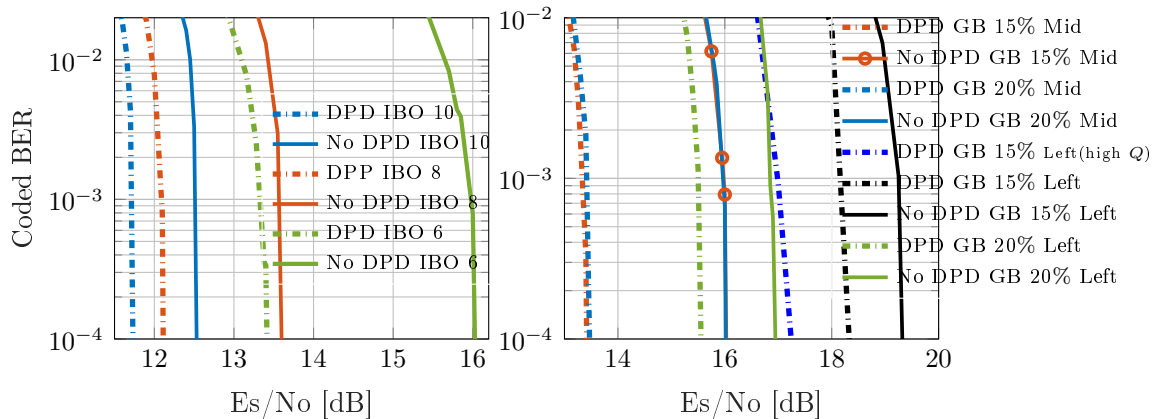 Coded BER
10⁻²
10⁻³
10⁻⁴
12
13
14
15
16
Es/No [dB]
DPD IBO 10
No DPD IBO 10
DPP IBO 8
No DPD IBO 8
DPD IBO 6
No DPD IBO 6
10⁻²
10⁻³
10⁻⁴
14
16
18
20
Es/No [dB]
DPD GB 15% Mid
No DPD GB 15% Mid
DPD GB 20% Mid
No DPD GB 20% Mid
DPD GB 15% Left(high Q)
DPD GB 15% Left
No DPD GB 15% Left
DPD GB 20% Left
No DPD GB 20% Left